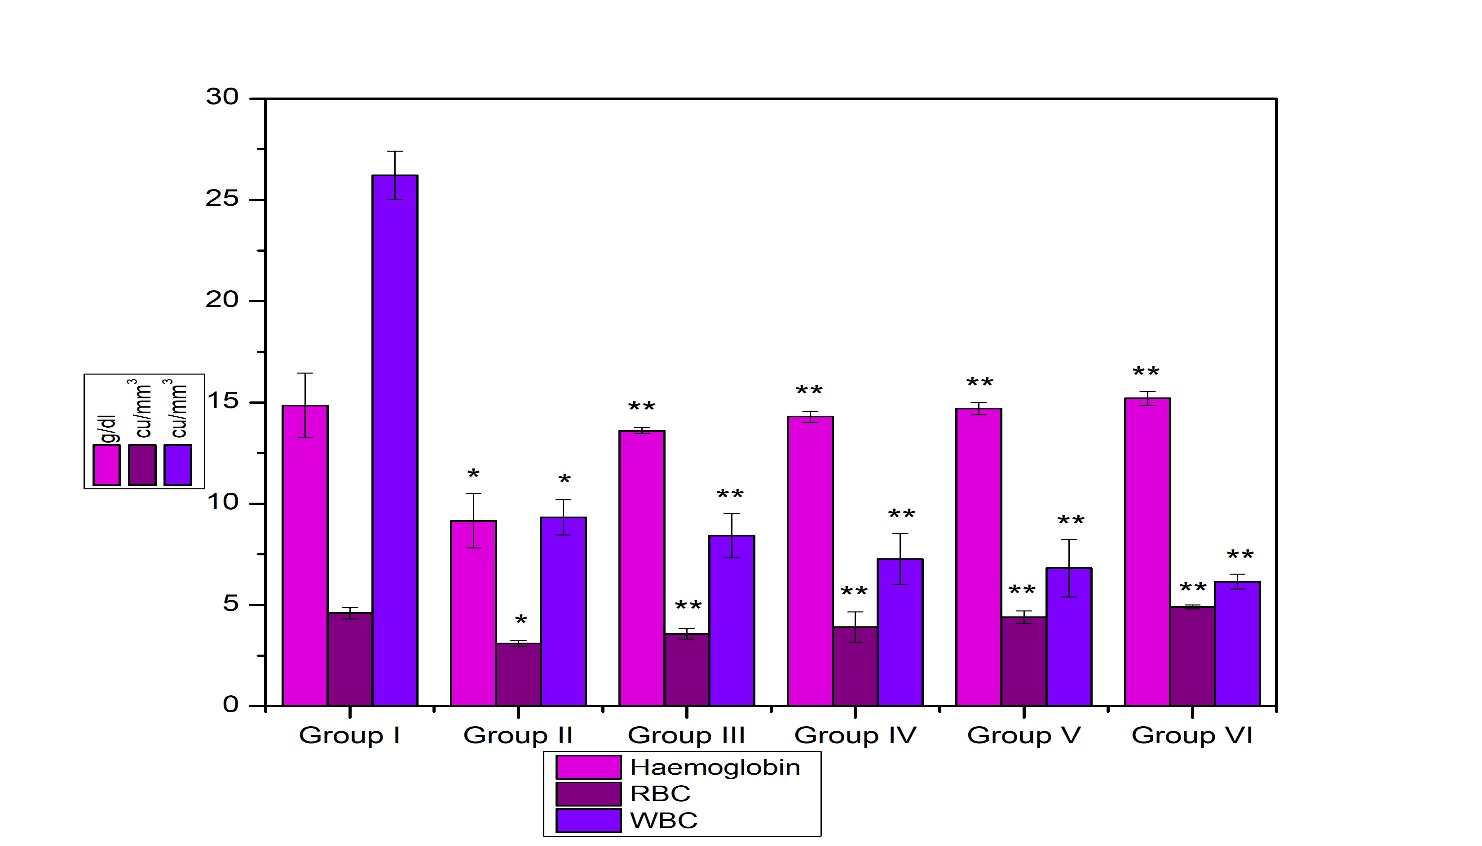 30
25
20
15
10
5
0
g/dl
cu/mm³
cu/mm³
**
**
**
**
*
*
**
**
**
**
**
**
**
**
*
Group I
Group II
Group III
Group IV
Group V
Group VI
Haemoglobin
RBC
WBC